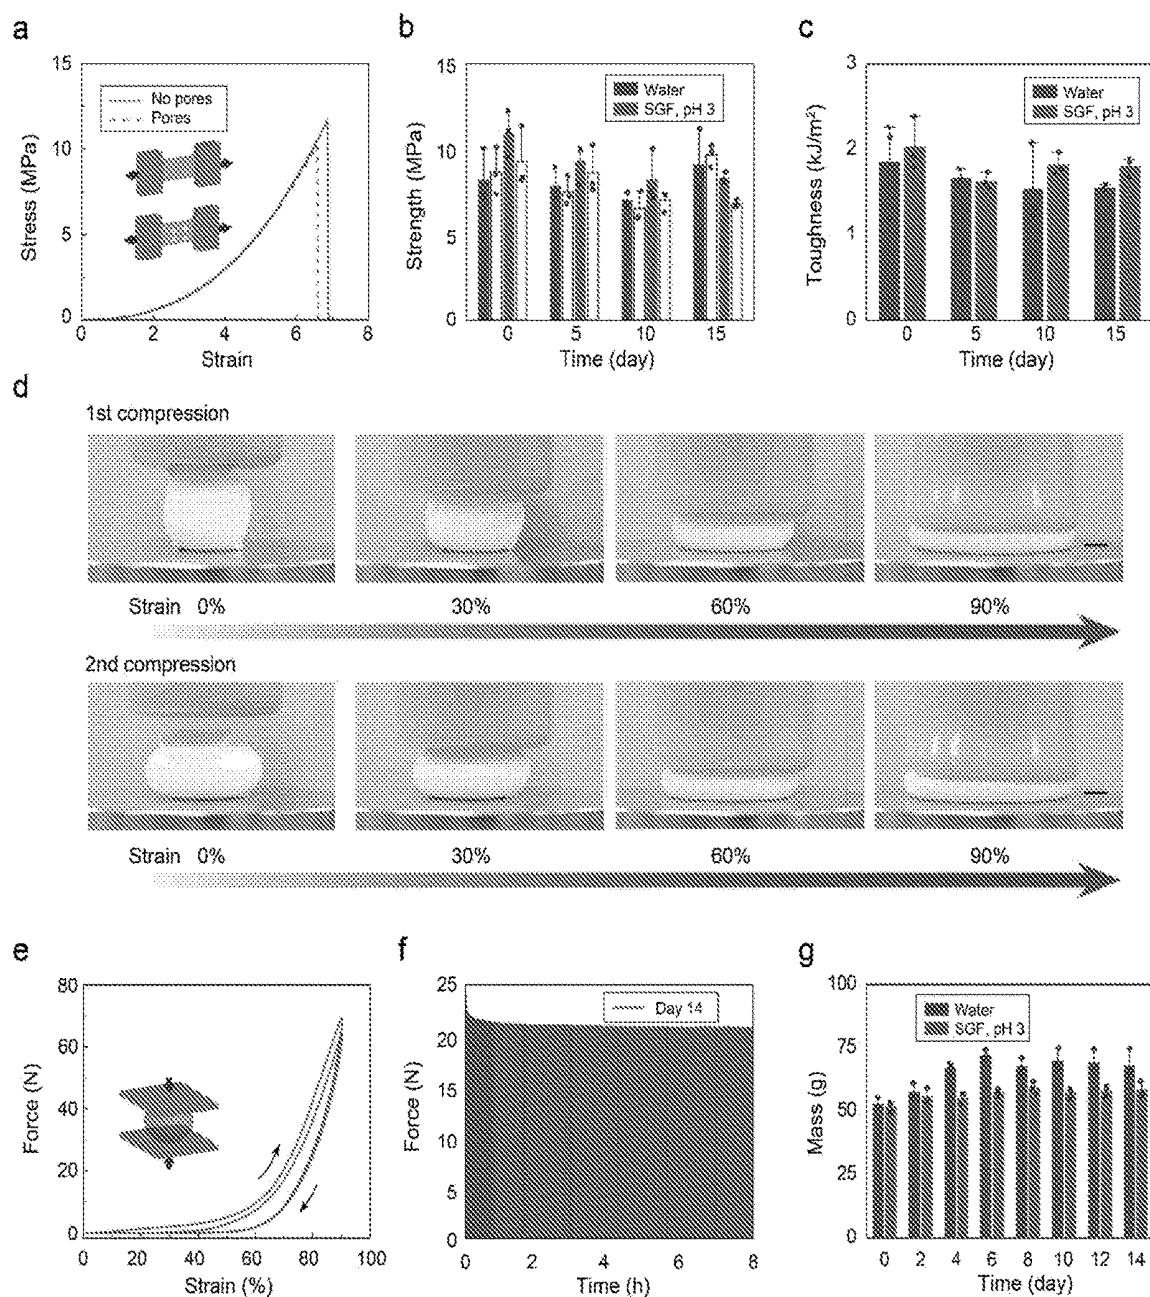 a
Stress (MPa)
15
10
5
0
No pores
Pores
0 2 4 6 8
Strain
b
Strength (MPa)
15
10
5
0
Water
SGF, pH 3
0 5 10 15
Time (day)
c
Toughness (kJ/m²)
3
2
1
0
Water
SGF, pH 3
0 5 10 15
Time (day)
d
1st compression
Strain 0% 30% 60% 90%
2nd compression
Strain 0% 30% 60% 90%
e
Force (N)
80
60
40
20
0
0 20 40 60 80 100
Strain (%)
f
Force (N)
25
20
15
10
5
0
Day 14
0 2 4 6 8
Time (h)
g
Mass (g)
100
75
50
25
0
Water
SGF, pH 3
0 2 4 6 8 10 12 14
Time (day)